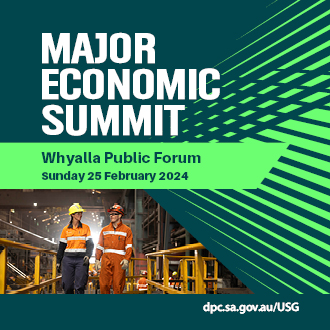 MAJOR
ECONOMIC
SUMMIT
Whyalla Public Forum
Sunday 25 February 2024
dpc.sa.gov.au/USG